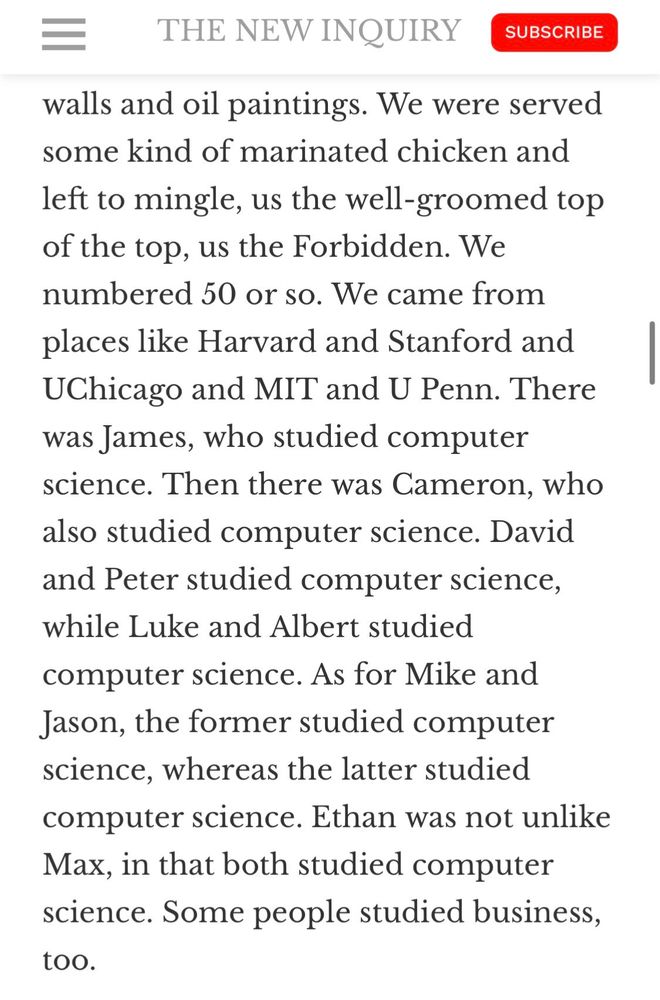 THE NEW INQUIRY
SUBSCRIBE
walls and oil paintings. We were served
some kind of marinated chicken and
left to mingle, us the well-groomed top
of the top, us the Forbidden. We
numbered 50 or so. We came from
places like Harvard and Stanford and
UChicago and MIT and U Penn. There
was James, who studied computer
science. Then there was Cameron, who
also studied computer science. David
and Peter studied computer science,
while Luke and Albert studied
computer science. As for Mike and
Jason, the former studied computer
science, whereas the latter studied
computer science. Ethan was not unlike
Max, in that both studied computer
science. Some people studied business,
too.